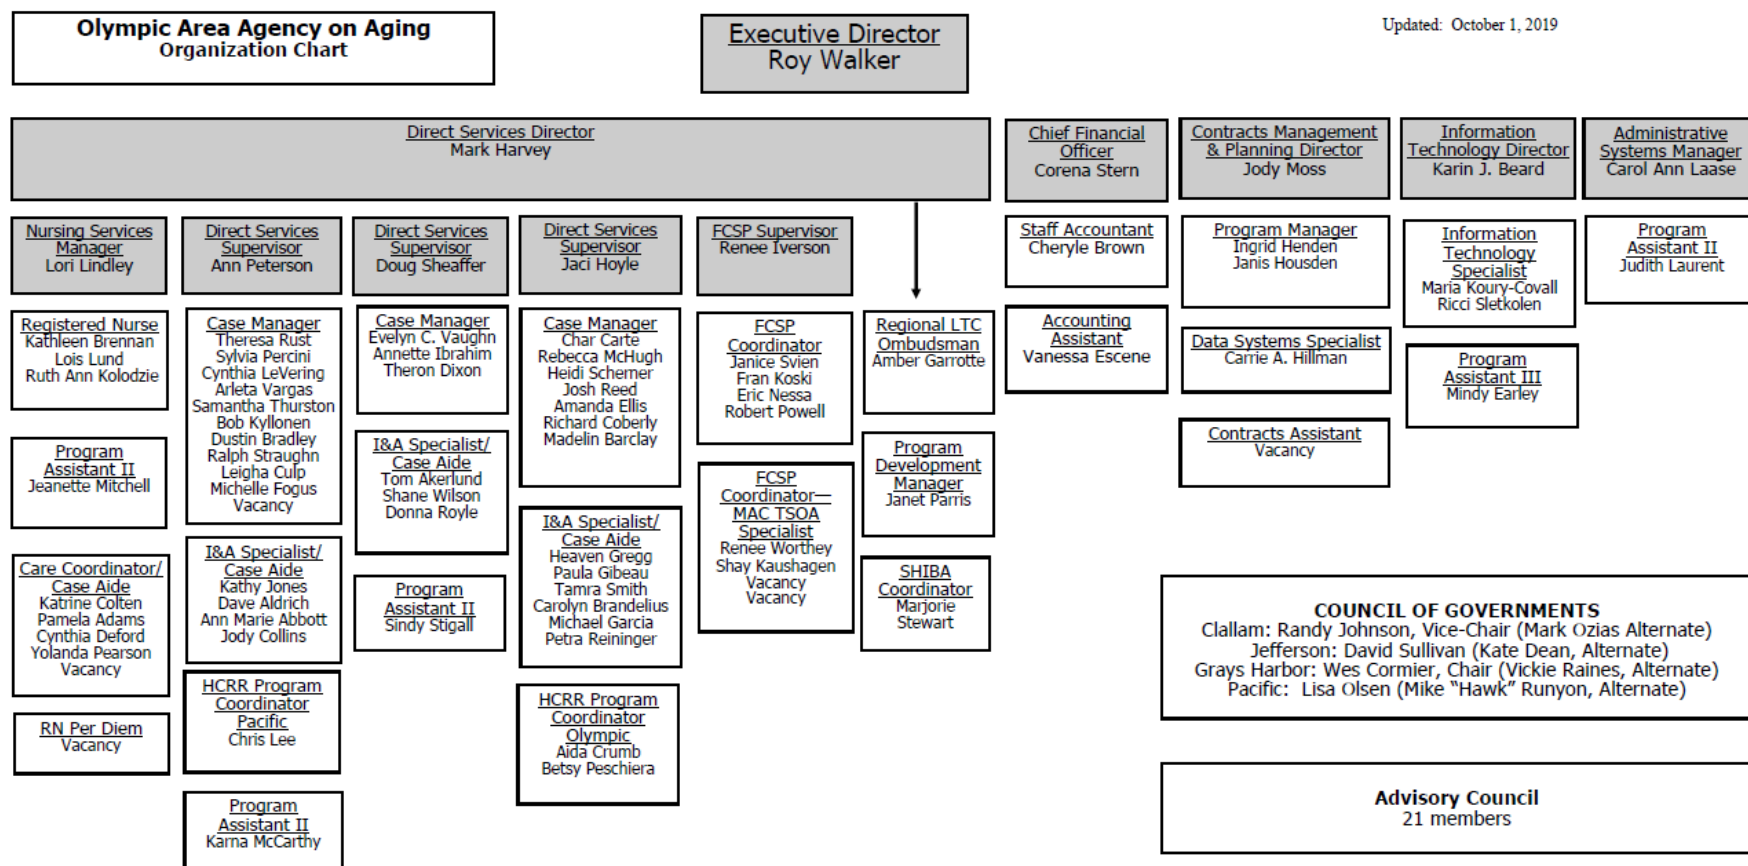 Olympic Area Agency on Aging
Organization Chart
Executive Director
Roy Walker
Updated: October 1, 2019
Direct Services Director
Mark Harvey
Chief Financial
Officer
Corena Stern
Contracts Management
& Planning Director
Jody Moss
Information
Technology Director
Karin J. Beard
Administrative
Systems Manager
Carol Ann Laase
Nursing Services
Manager
Lori Lindley
Direct Services
Supervisor
Ann Peterson
Direct Services
Supervisor
Doug Sheaffer
Direct Services
Supervisor
Jaci Hoyle
FCSP Supervisor
Renee Iverson
Staff Accountant
Cheryle Brown
Program Manager
Ingrid Henden
Janis Housden
Information
Technology
Specialist
Maria Koury-Covall
Ricci Sletkolen
Program
Assistant II
Judith Laurent
Registered Nurse
Kathleen Brennan
Lois Lund
Ruth Ann Kolodzie
Case Manager
Theresa Rust
Sylvia Percini
Cynthia LeVering
Arleta Vargas
Samantha Thurston
Bob Kyllonen
Dustin Bradley
Ralph Straughn
Leigha Culp
Michelle Fogus
Vacancy
Case Manager
Evelyn C. Vaughn
Annette Ibrahim
Theron Dixon
Case Manager
Char Carte
Rebecca McHugh
Heidi Scherner
Josh Reed
Amanda Ellis
Richard Coberly
Madelin Barclay
FCSP
Coordinator
Janice Svien
Fran Koski
Eric Nessa
Robert Powell
Regional LTC
Ombudsman
Amber Garrotte
Accounting
Assistant
Vanessa Escene
Data Systems Specialist
Carrie A. Hillman
Program
Assistant III
Mindy Earley
Program
Assistant II
Jeanette Mitchell
I&A Specialist/
Case Aide
Tom Akerlund
Shane Wilson
Donna Royle
FCSP
Coordinator—
MAC TSOA
Specialist
Renee Worthey
Shay Kaushagen
Vacancy
Vacancy
Program
Development
Manager
Janet Parris
Contracts Assistant
Vacancy
Care Coordinator/
Case Aide
Katrine Colten
Pamela Adams
Cynthia Deford
Yolanda Pearson
Vacancy
I&A Specialist/
Case Aide
Kathy Jones
Dave Aldrich
Ann Marie Abbott
Jody Collins
Program
Assistant II
Sindy Stigall
I&A Specialist/
Case Aide
Heaven Gregg
Paula Gibeau
Tamra Smith
Carolyn Brandelius
Michael Garcia
Petra Reininger
SHIBA
Coordinator
Marjorie
Stewart
RN Per Diem
Vacancy
HCRR Program
Coordinator
Pacific
Chris Lee
HCRR Program
Coordinator
Olympic
Aida Crumb
Betsy Peschiera
Program
Assistant II
Karna McCarthy
COUNCIL OF GOVERNMENTS
Clallam: Randy Johnson, Vice-Chair (Mark Ozias Alternate)
Jefferson: David Sullivan (Kate Dean, Alternate)
Grays Harbor: Wes Cormier, Chair (Vickie Raines, Alternate)
Pacific: Lisa Olsen (Mike “Hawk” Runyon, Alternate)
Advisory Council
21 members